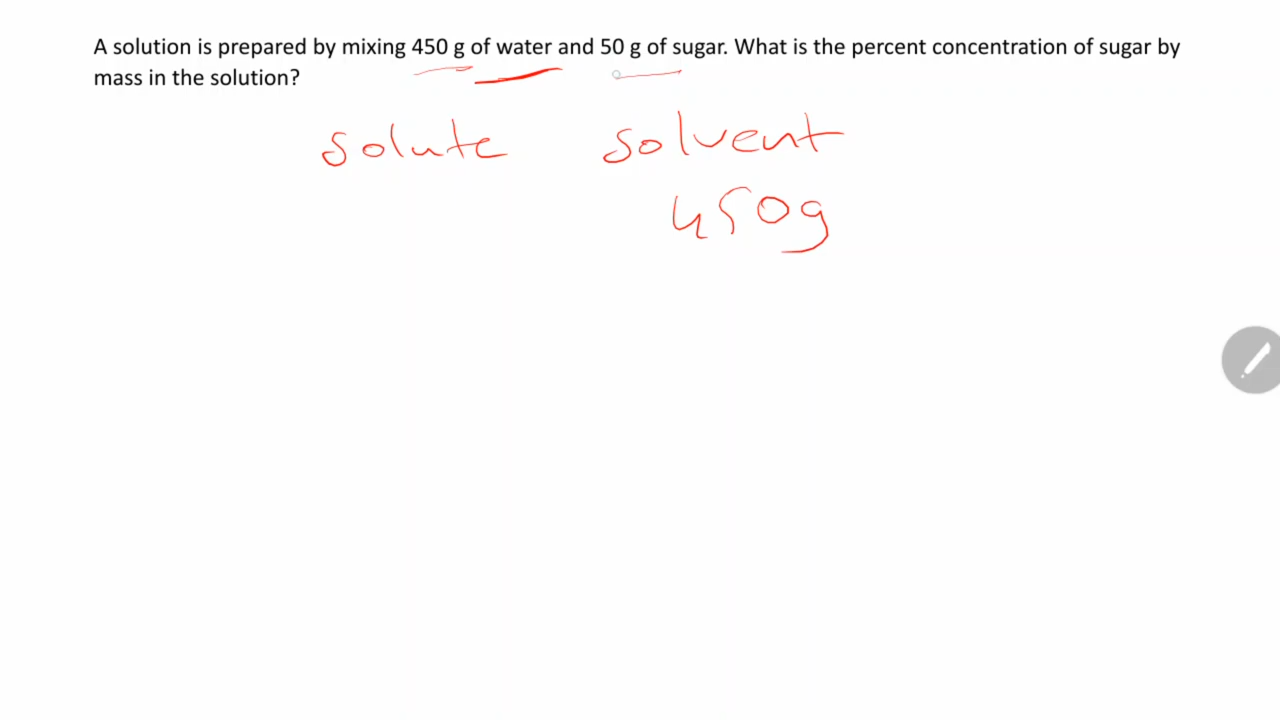 A solution is prepared by mixing 450 g of water and 50 g of sugar. What is the percent concentration of sugar by
mass in the solution?
solute solvent
450g